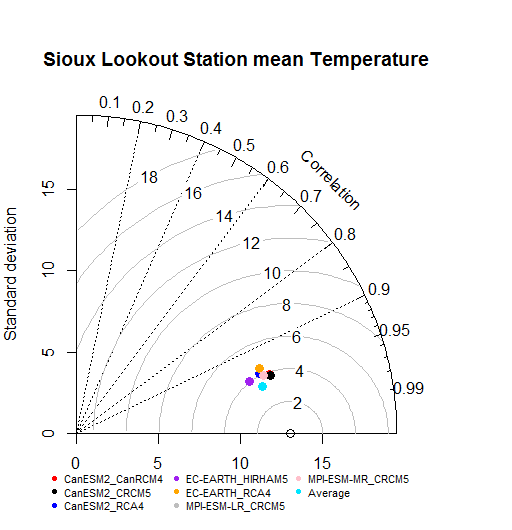 Sioux Lookout Station mean Temperature
0.1 0.2 0.3 0.4 0.5 0.6 0.7 0.8 0.9 0.95 0.99
Correlation
18
16
14
12
10
8
6
4
2
Standard deviation
15
10
5
0
0 5 10 15
CanESM2_CanRCM4 EC-EARTH_HIRHAM5 MPI-ESM-MR_CRCM5
CanESM2_CRCM5 EC-EARTH_RCA4 Average
CanESM2_RCA4 MPI-ESM-LR_CRCM5